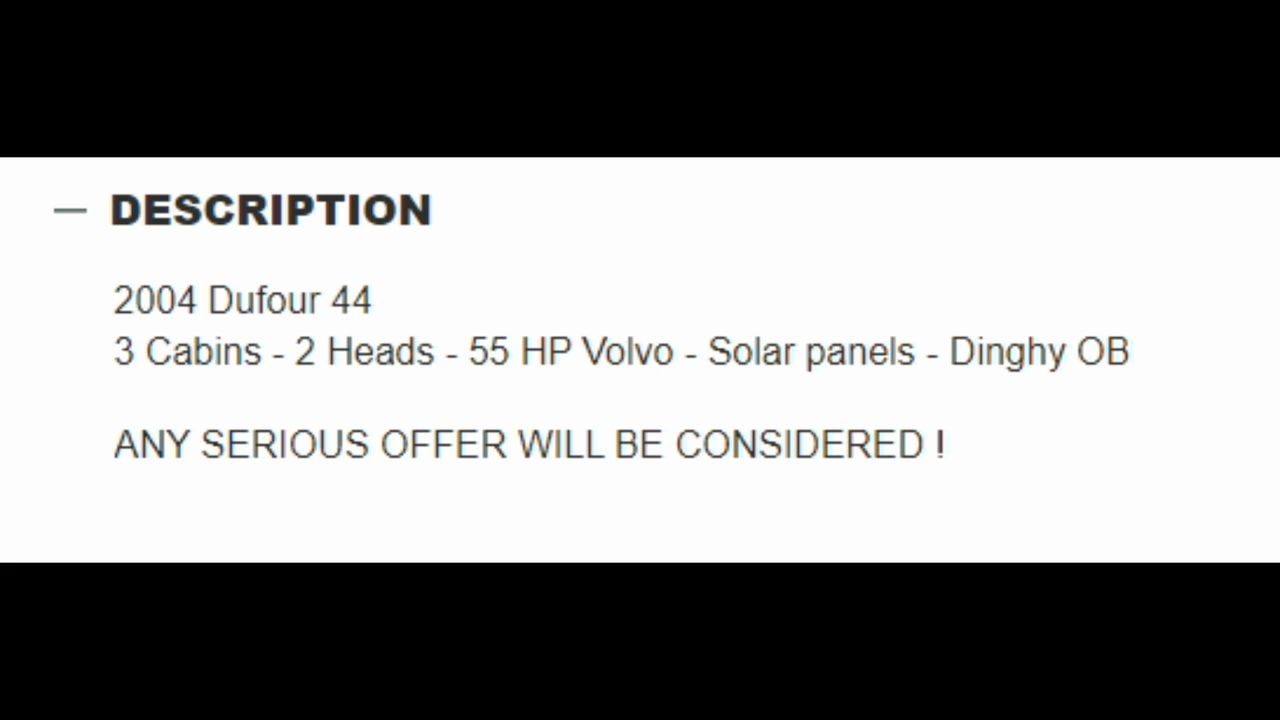 DESCRIPTION
2004 Dufour 44
3 Cabins - 2 Heads - 55 HP Volvo - Solar panels - Dinghy OB
ANY SERIOUS OFFER WILL BE CONSIDERED !